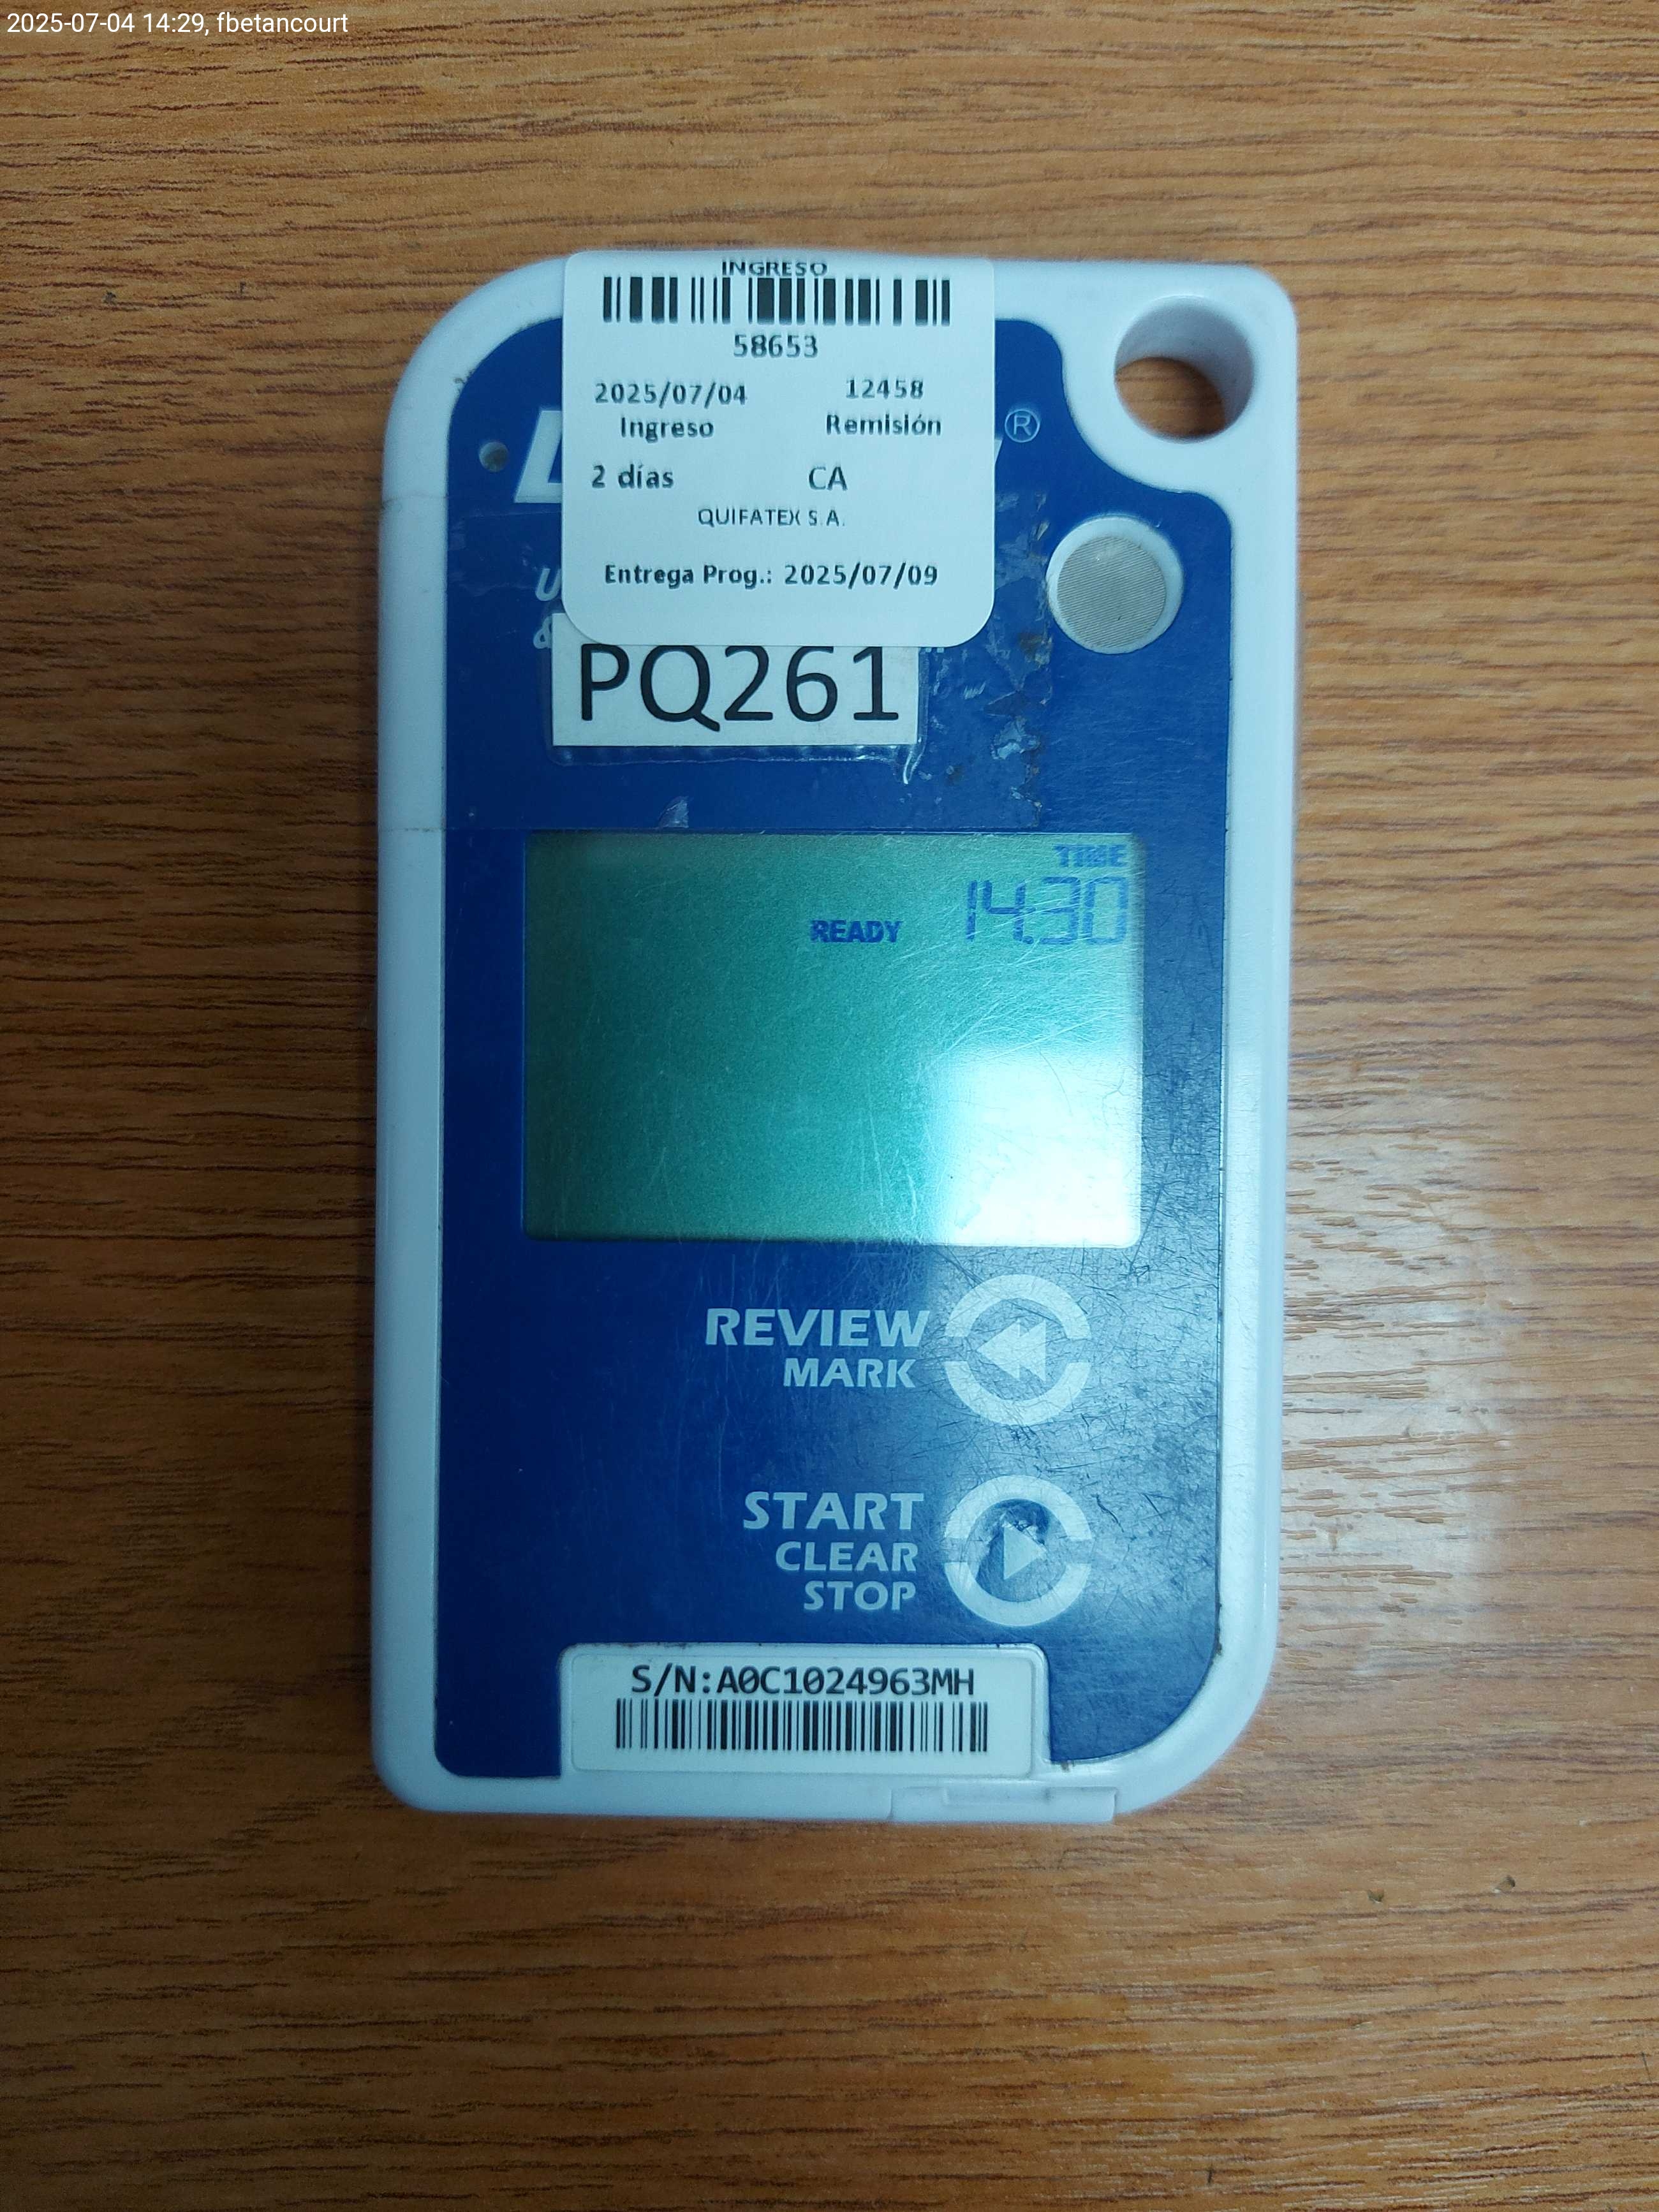 2025-07-04 14:29, fbetancourt
INGRESO
58653
2025/07/04 12458
Ingreso Remisión
®
2 días CA
QUIFATEX S.A.
Entrega Prog.: 2025/07/09
&
PQ261
TIME
READY 14:30
REVIEW
MARK
START
CLEAR
STOP
S/N:A0C1024963MH